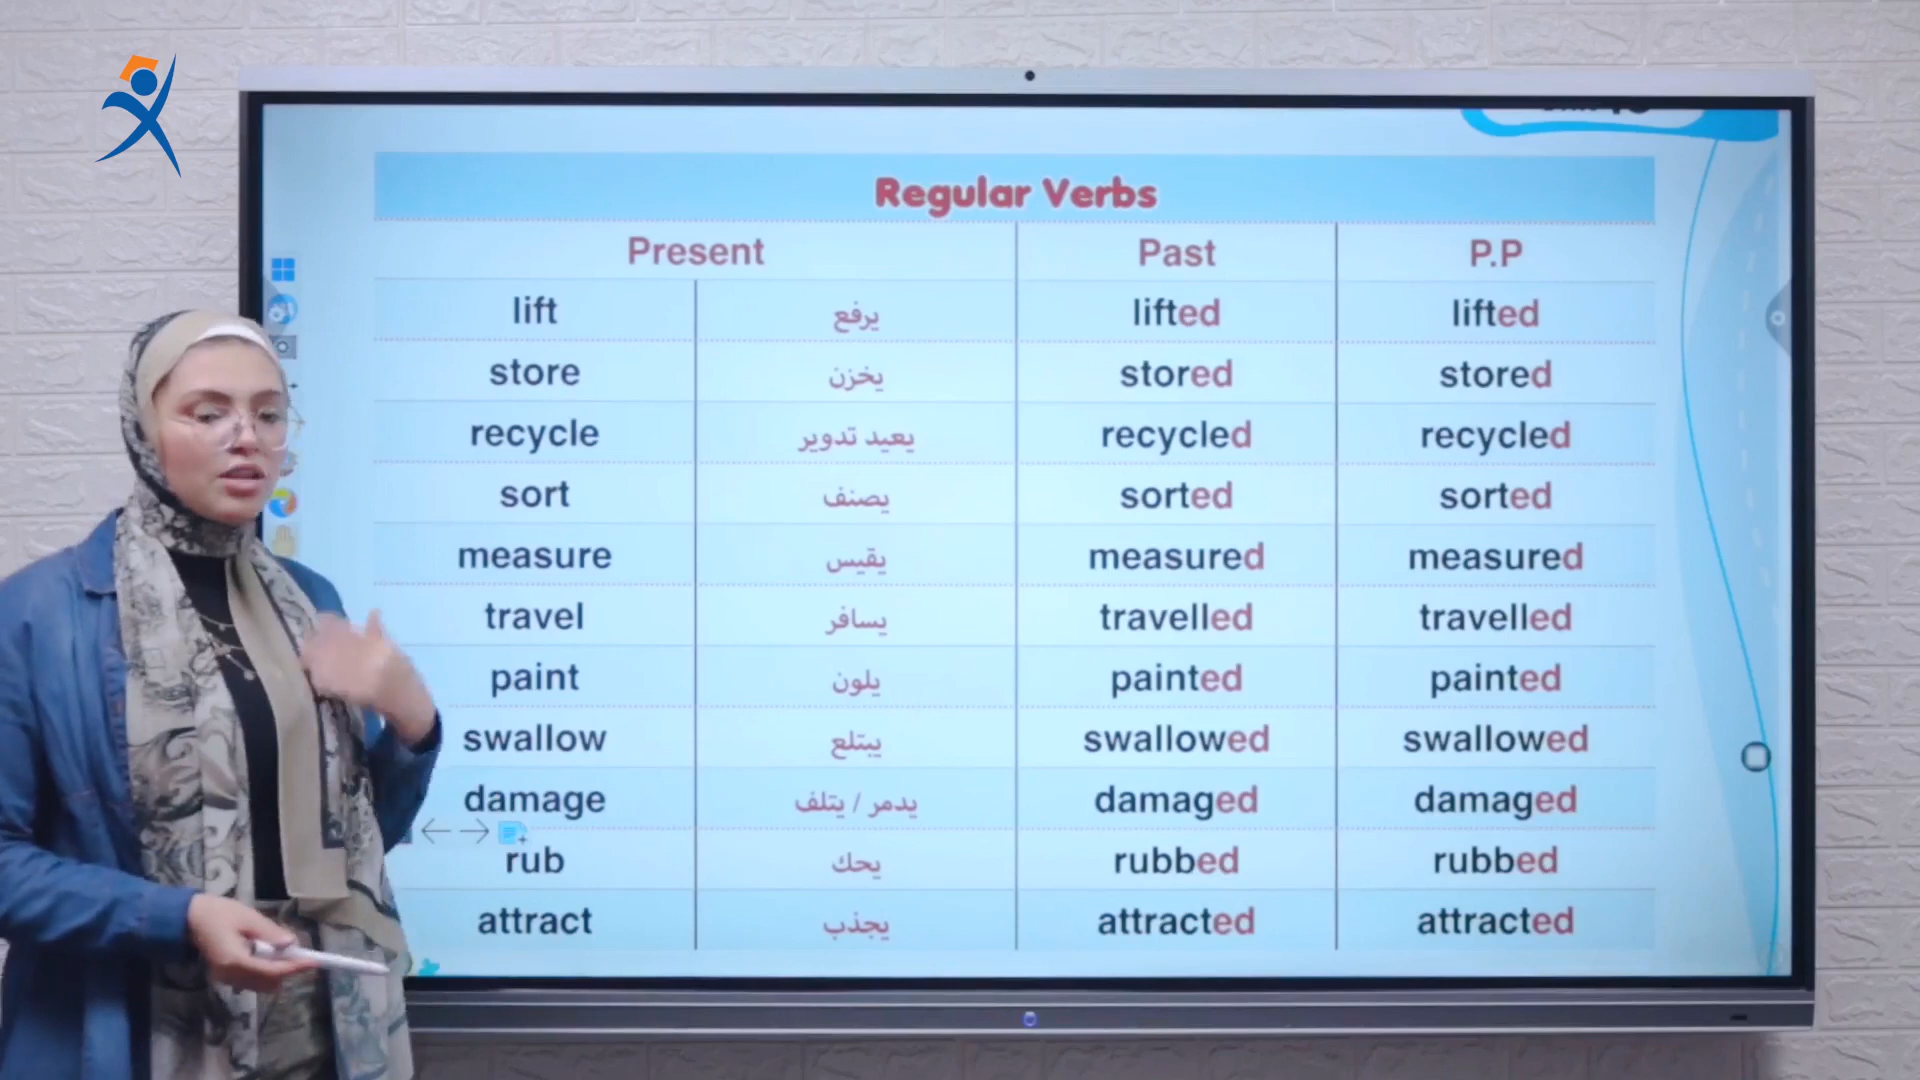 Regular Verbs
Present Past P.P
lift يرفع lifted lifted
store يخزن stored stored
recycle يعيد تدوير recycled recycled
sort يصنف sorted sorted
measure يقيس measured measured
travel يسافر travelled travelled
paint يلون painted painted
swallow يبتلع swallowed swallowed
damage يدمر / يتلف damaged damaged
rub يحك rubbed rubbed
attract يجذب attracted attracted